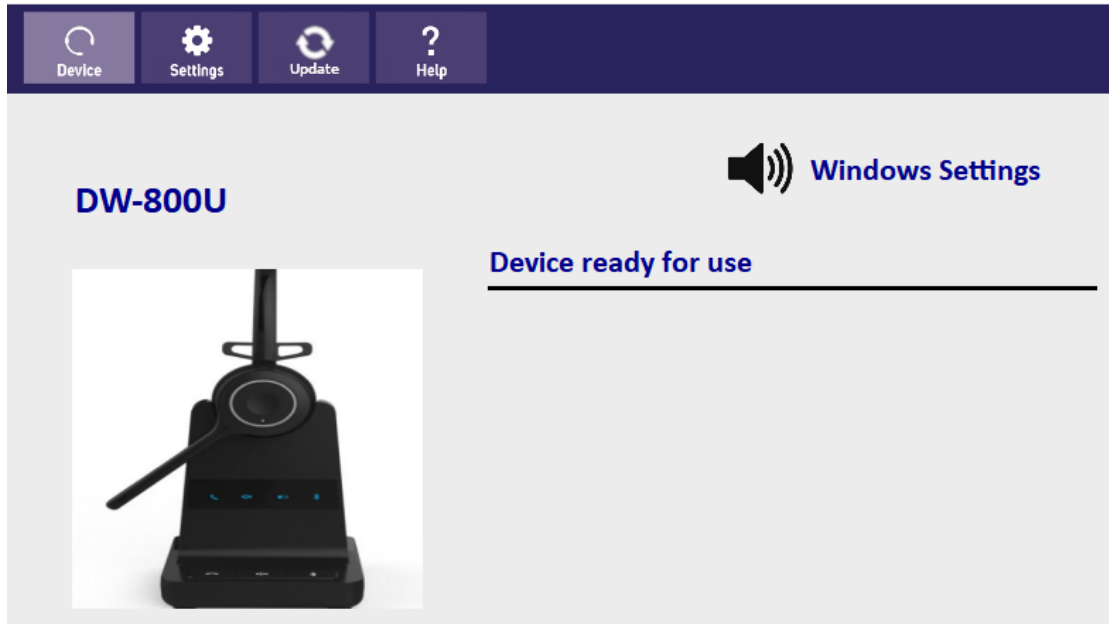 Device
Settings
Update
? Help
Windows Settings
DW-800U
Device ready for use